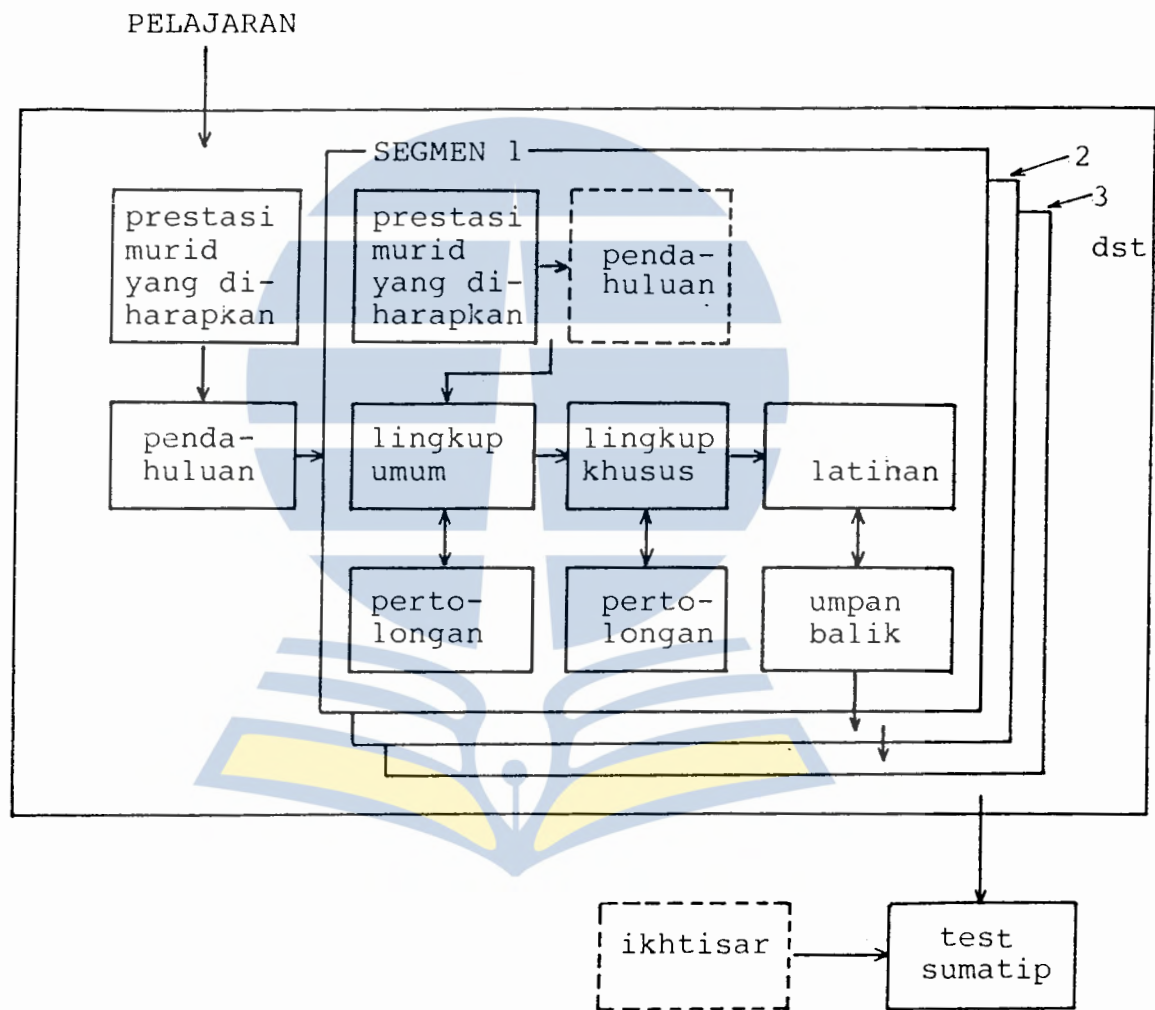 PELAJARAN
SEGMEN 1
2
3
dst
prestasi
murid
yang di-
harapkan
prestasi
murid
yang di-
harapkan
penda-
huluan
penda-
huluan
lingkup
umum
lingkup
khusus
latihan
perto-
longan
perto-
longan
umpan
balik
ikhtisar
test
sumatip